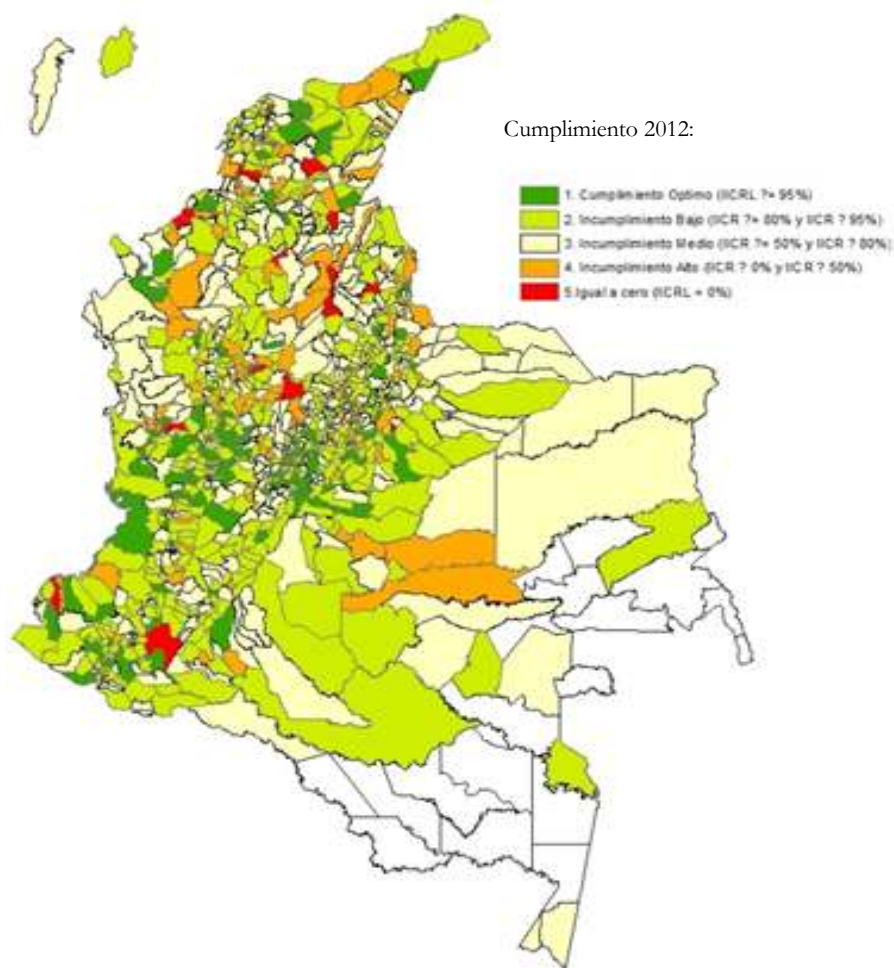 Cumplimiento 2012:
1. Cumplimiento Optimo (IICRL ?= 95%)
2. Incumplimiento Bajo (IICR ?= 80% y IICR ? 95%)
3. Incumplimiento Medio (IICR ?= 50% y IICR ? 80%)
4. Incumplimiento Alto (IICR ? 0% y IICR ? 50%)
5.Igual a cero (IICRL = 0%)